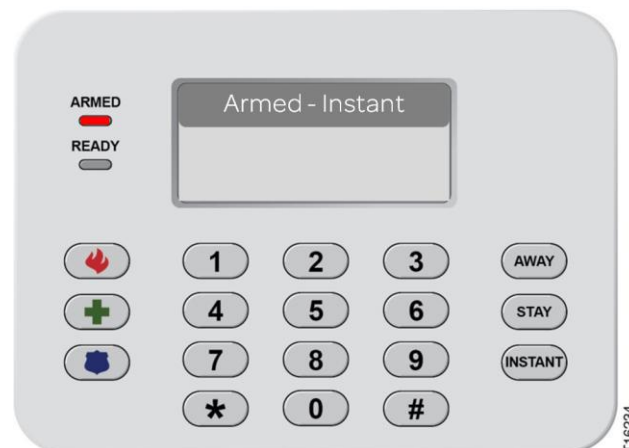 ARMED
READY
Armed - Instant
1 2 3 AWAY
4 5 6 STAY
7 8 9 INSTANT
* 0 #